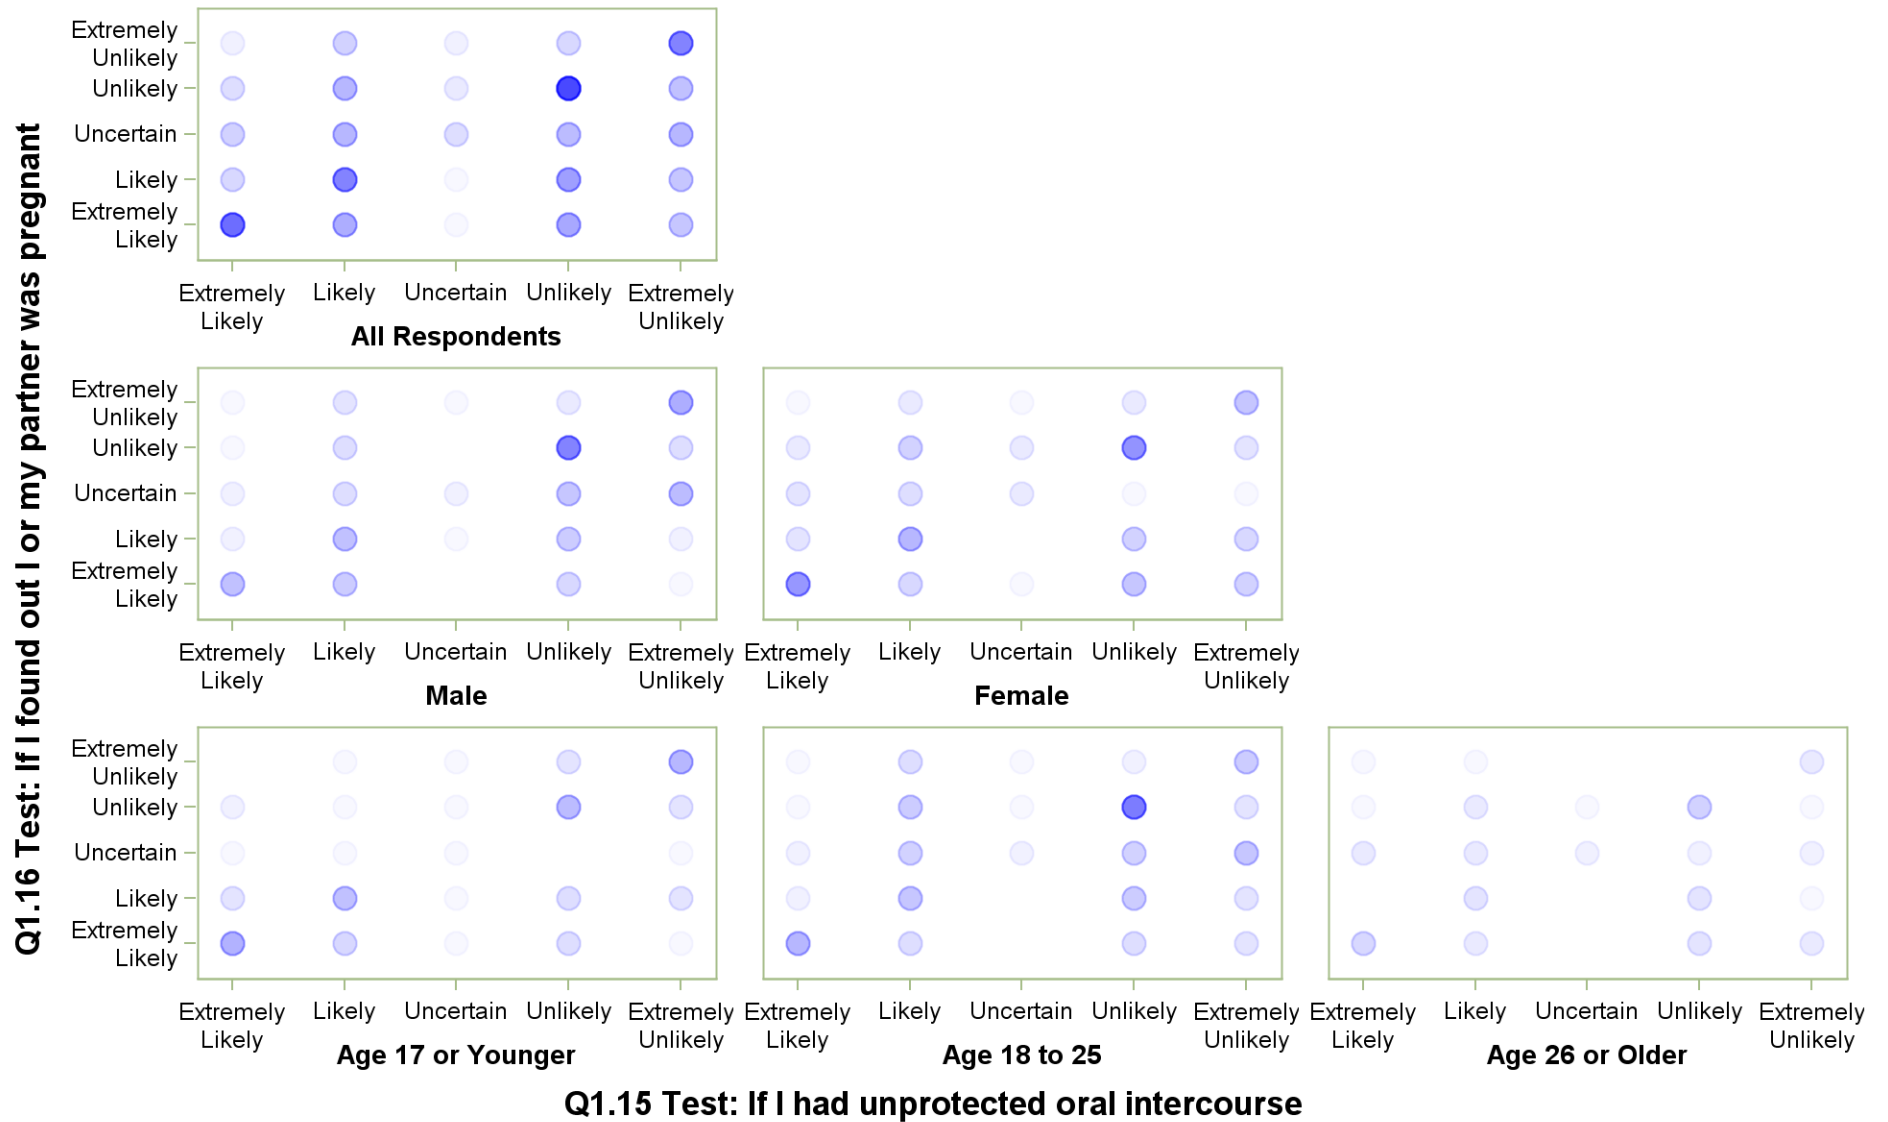 Q1.16 Test: If I found out I or my partner was pregnant
Extremely
Unlikely
Unlikely
Uncertain
Likely
Extremely
Likely
Extremely
Likely
Likely
Uncertain
Unlikely
Extremely
Unlikely
All Respondents
Extremely
Unlikely
Unlikely
Uncertain
Likely
Extremely
Likely
Extremely
Likely
Likely
Uncertain
Unlikely
Extremely
Unlikely
Male
Extremely
Likely
Likely
Uncertain
Unlikely
Extremely
Unlikely
Female
Extremely
Unlikely
Unlikely
Uncertain
Likely
Extremely
Likely
Extremely
Likely
Likely
Uncertain
Unlikely
Extremely
Unlikely
Age 17 or Younger
Extremely
Likely
Likely
Uncertain
Unlikely
Extremely
Unlikely
Age 18 to 25
Extremely
Likely
Likely
Uncertain
Unlikely
Extremely
Unlikely
Age 26 or Older
Q1.15 Test: If I had unprotected oral intercourse